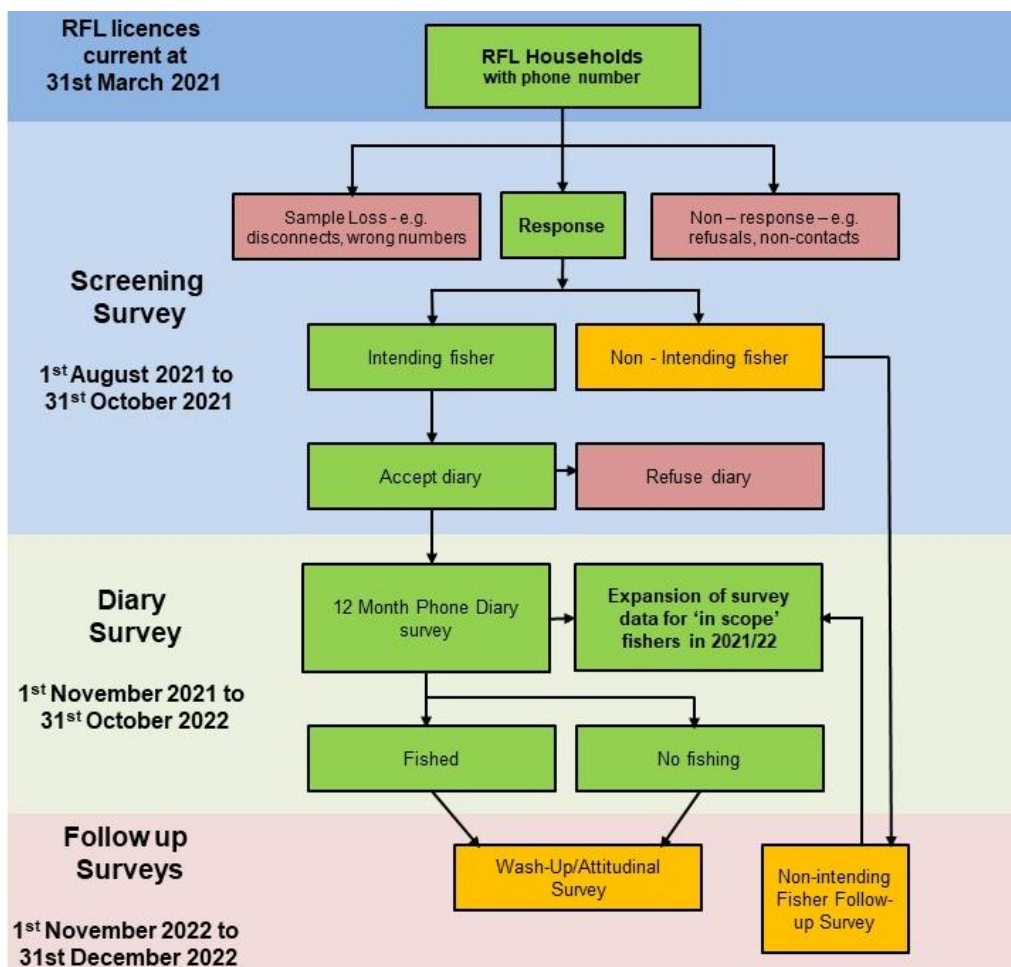 RFL licences
current at
31st March 2021
RFL Households
with phone number
Sample Loss - e.g.
disconnects, wrong numbers
Response
Non – response – e.g.
refusals, non-contacts
Screening
Survey
1st August 2021 to
31st October 2021
Intending fisher
Non - Intending fisher
Accept diary
Refuse diary
Diary
Survey
1st November 2021 to
31st October 2022
12 Month Phone Diary
survey
Expansion of survey
data for ‘in scope’
fishers in 2021/22
Fished
No fishing
Follow up
Surveys
1st November 2022 to
31st December 2022
Wash-Up/Attitudinal
Survey
Non-intending
Fisher Follow-
up Survey